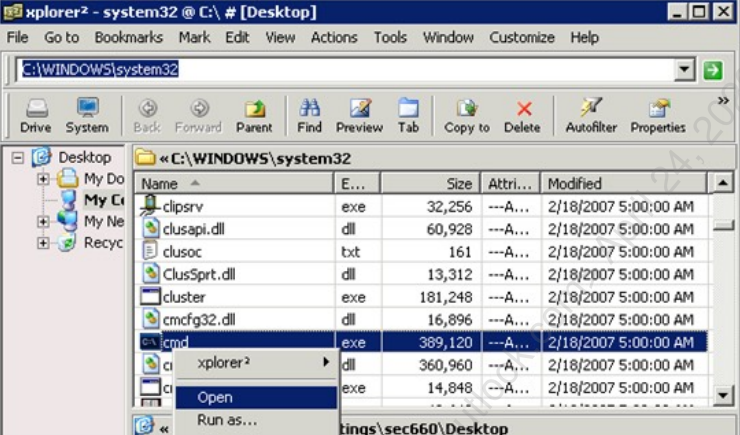 xplorer² - system32 @ C:\ # [Desktop]
File Go to Bookmarks Mark Edit View Actions Tools Window Customize Help
C:\WINDOWS\system32
Drive System Back Forward Parent Find Preview Tab Copy to Delete Autofilter Properties »
Desktop
My Do
My Co
My Ne
Recyc
« C:\WINDOWS\system32
Name E... Size Attri... Modified
clipsrv exe 32,256 ---A... 2/18/2007 5:00:00 AM
clusapi.dll dll 60,928 ---A... 2/18/2007 5:00:00 AM
clusoc txt 161 ---A... 2/18/2007 5:00:00 AM
ClusSprt.dll dll 13,312 ---A... 2/18/2007 5:00:00 AM
cluster exe 181,248 ---A... 2/18/2007 5:00:00 AM
cmcfg32.dll dll 16,896 ---A... 2/18/2007 5:00:00 AM
cmd exe 389,120 ---A... 2/18/2007 5:00:00 AM
dll 360,960 ---A... 2/18/2007 5:00:00 AM
exe 14,848 ---A... 2/18/2007 5:00:00 AM
xplorer²
Open
Run as...
« tings\sec660\Desktop